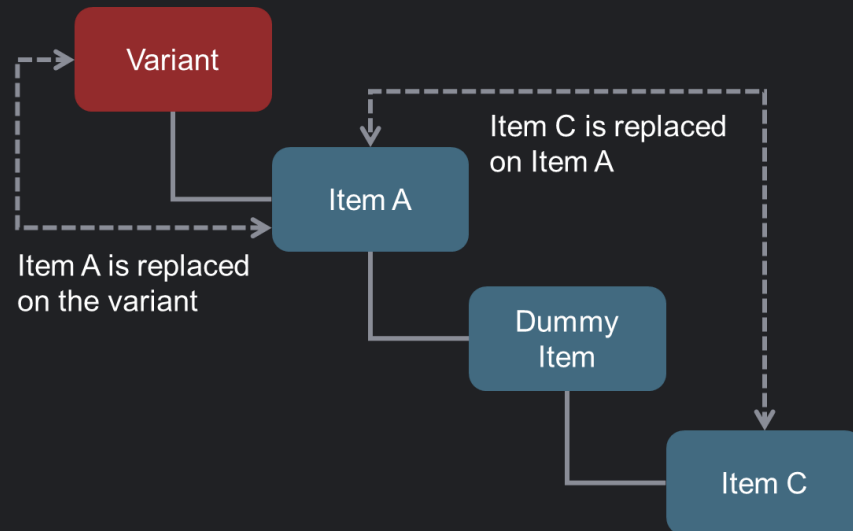 Variant
Item C is replaced
on Item A
Item A
Item A is replaced
on the variant
Dummy
Item
Item C